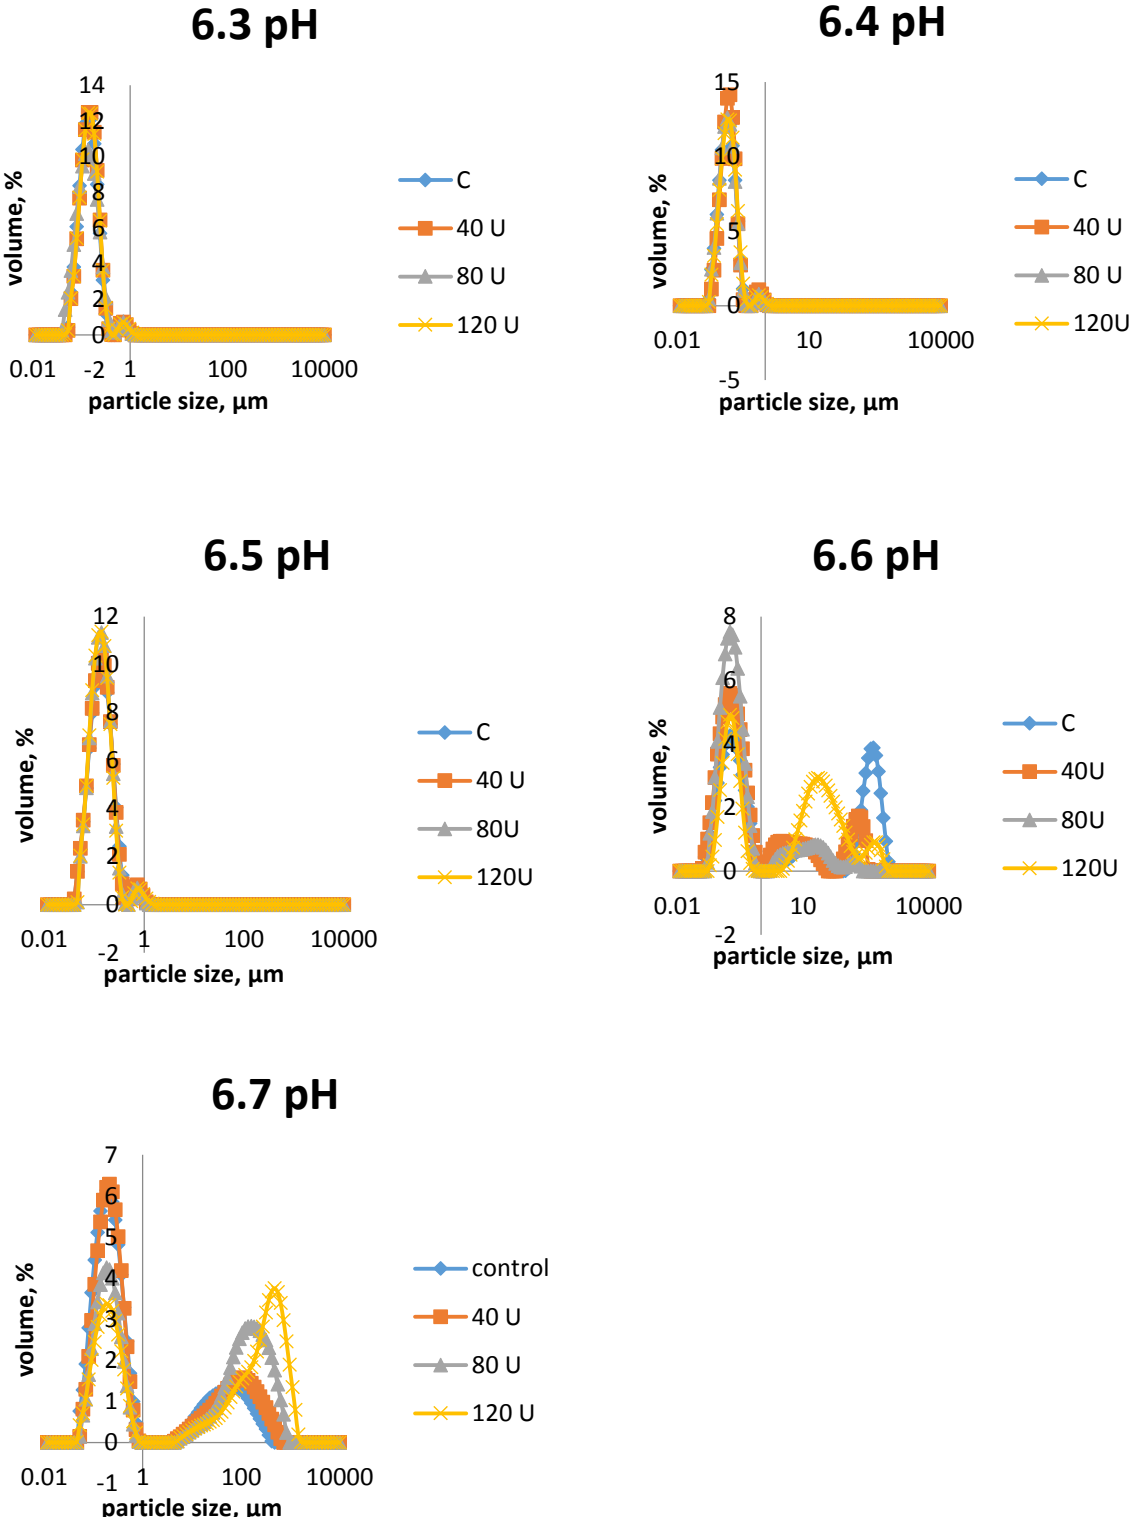 6.3 pH
14
12
10
8
6
4
2
0
-2
0.01
1
100
10000
volume, %
particle size, µm
C
40 U
80 U
120 U
6.4 pH
15
10
5
0
-5
0.01
10
10000
volume, %
particle size, µm
C
40 U
80 U
120U
6.5 pH
12
10
8
6
4
2
0
-2
0.01
1
100
10000
volume, %
particle size, µm
C
40 U
80U
120U
6.6 pH
8
6
4
2
0
-2
0.01
10
10000
volume, %
particle size, µm
C
40U
80U
120U
6.7 pH
7
6
5
4
3
2
1
0
-1
0.01
1
100
10000
volume, %
particle size, µm
control
40 U
80 U
120 U